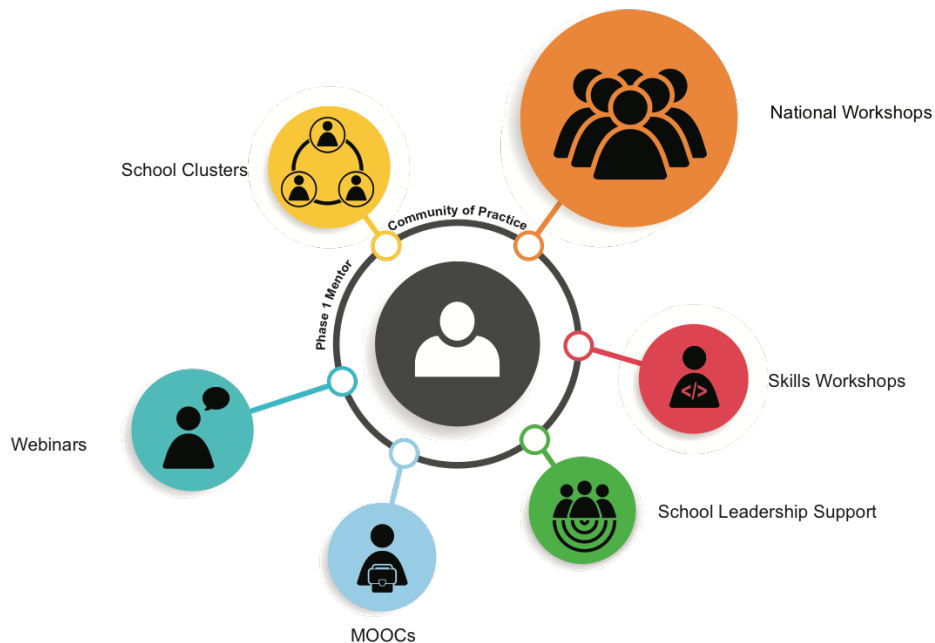 National Workshops
School Clusters
Community of Practice
Phase 1 Mentor
Skills Workshops
</>
Webinars
School Leadership Support
MOOCs